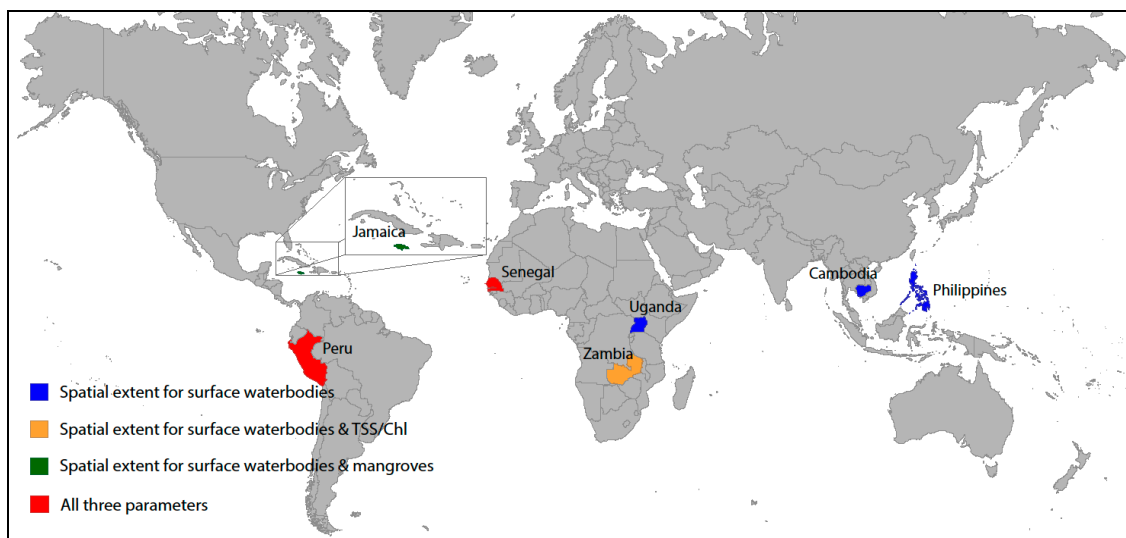 Jamaica
Senegal
Cambodia
Philippines
Uganda
Peru
Zambia
Spatial extent for surface waterbodies
Spatial extent for surface waterbodies & TSS/Chl
Spatial extent for surface waterbodies & mangroves
All three parameters